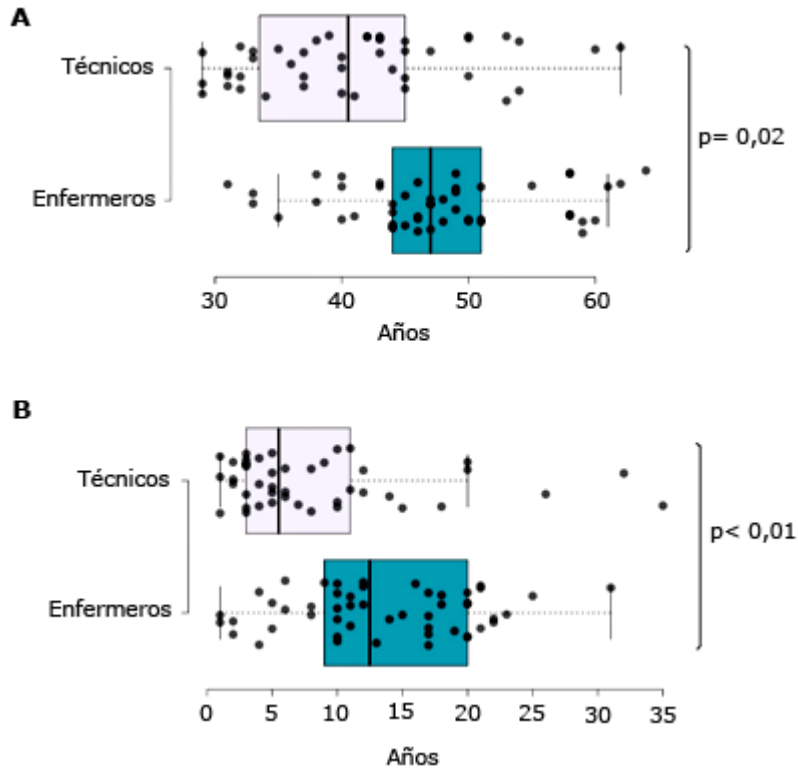 A
Técnicos
Enfermeros
p= 0,02
30 40 50 60
Años
B
Técnicos
Enfermeros
p< 0,01
0 5 10 15 20 25 30 35
Años